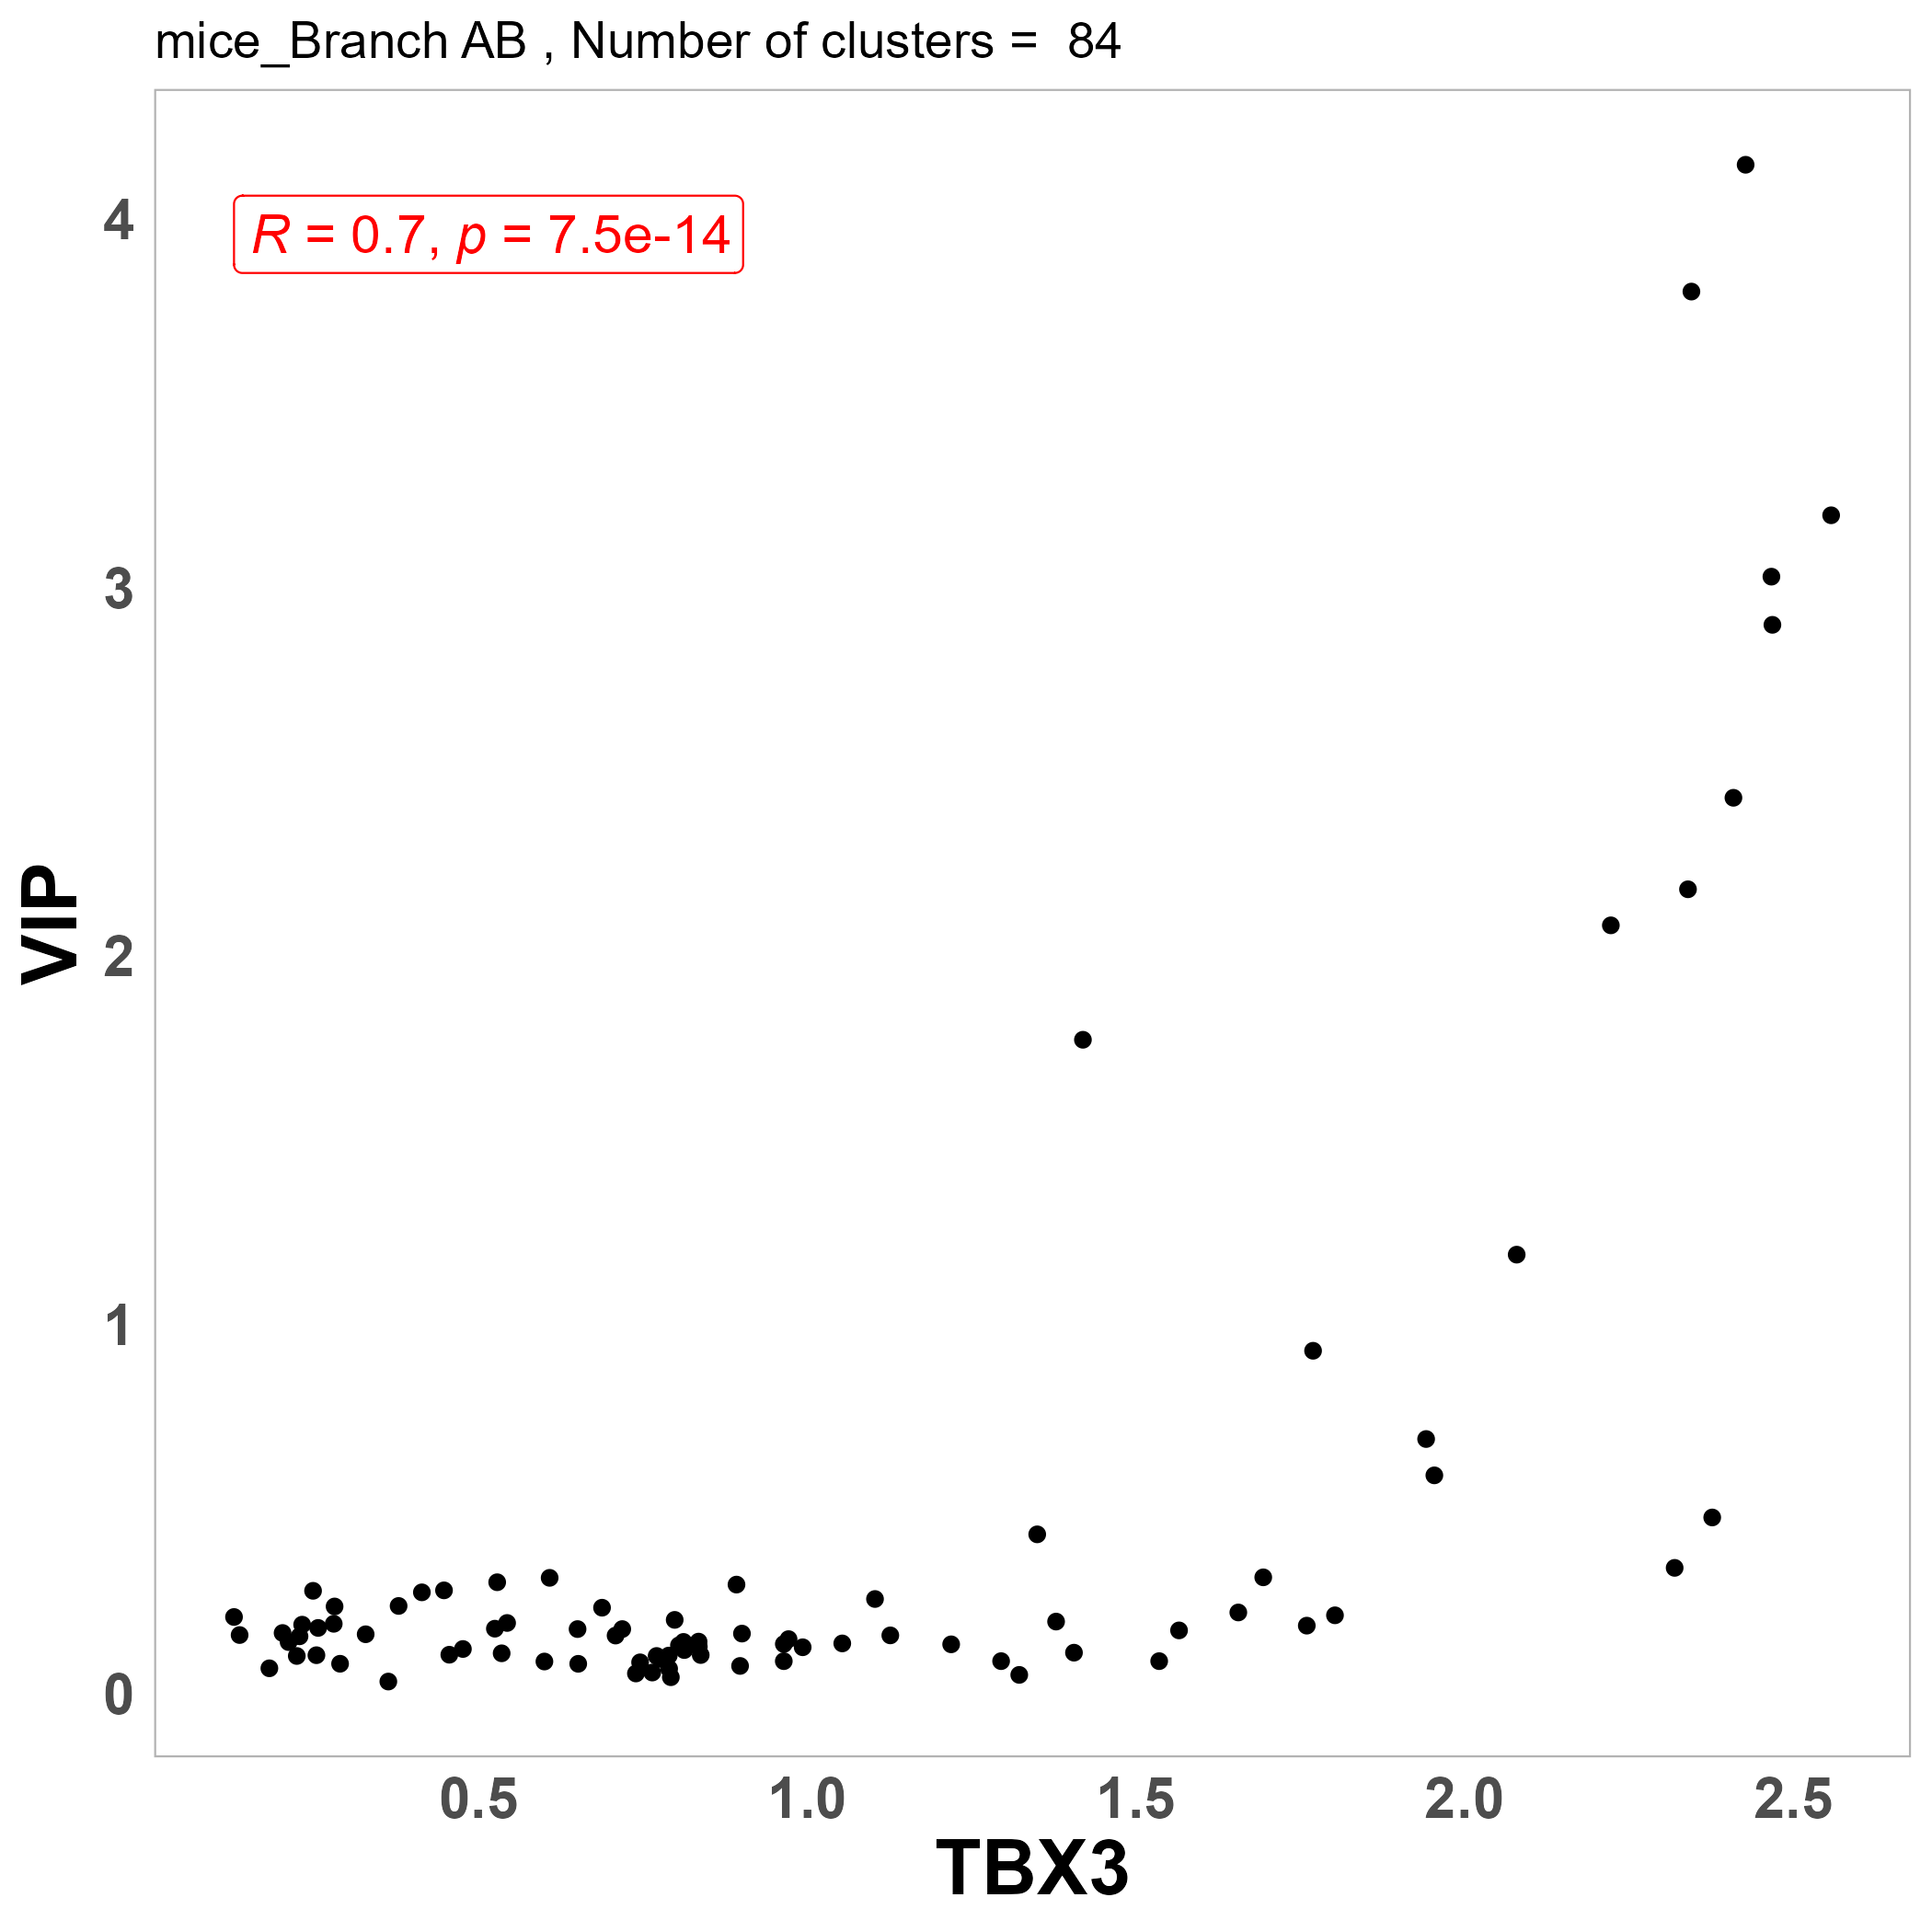 mice_Branch AB , Number of clusters =  84
R = 0.7, p = 7.5e-14
4
3
2
1
0
VIP
0.5 1.0 1.5 2.0 2.5
TBX3